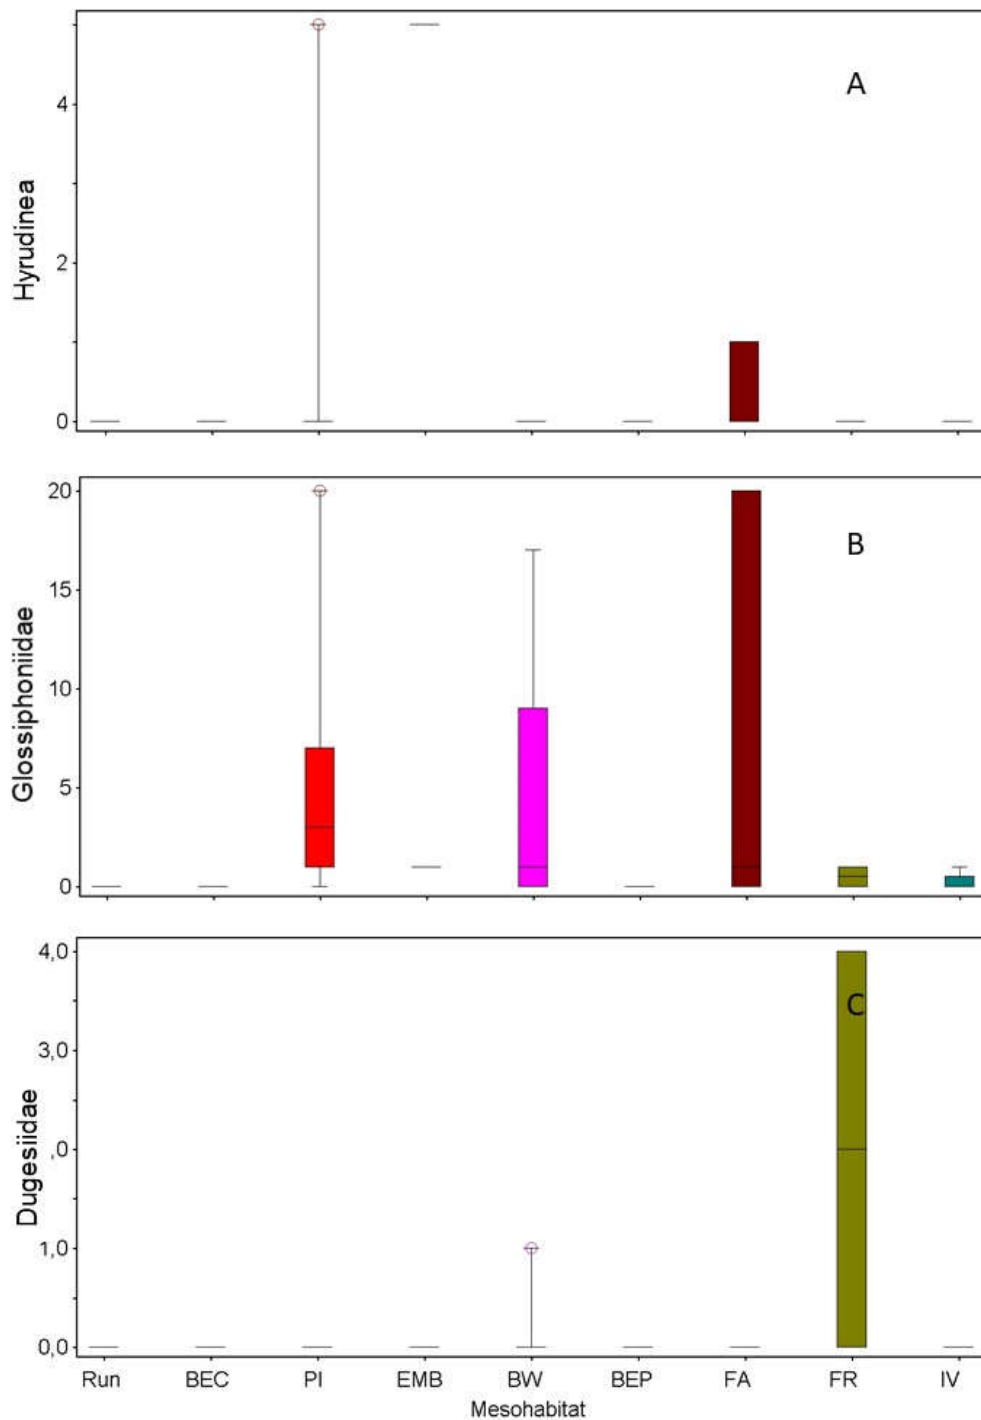 A
Hyrudinea
4
2
0
B
Glossiphoniidae
20
15
10
5
0
C
Dugesiidae
4,0
3,0
,0
1,0
0,0
Run BEC PI EMB BW BEP FA FR IV
Mesohabitat